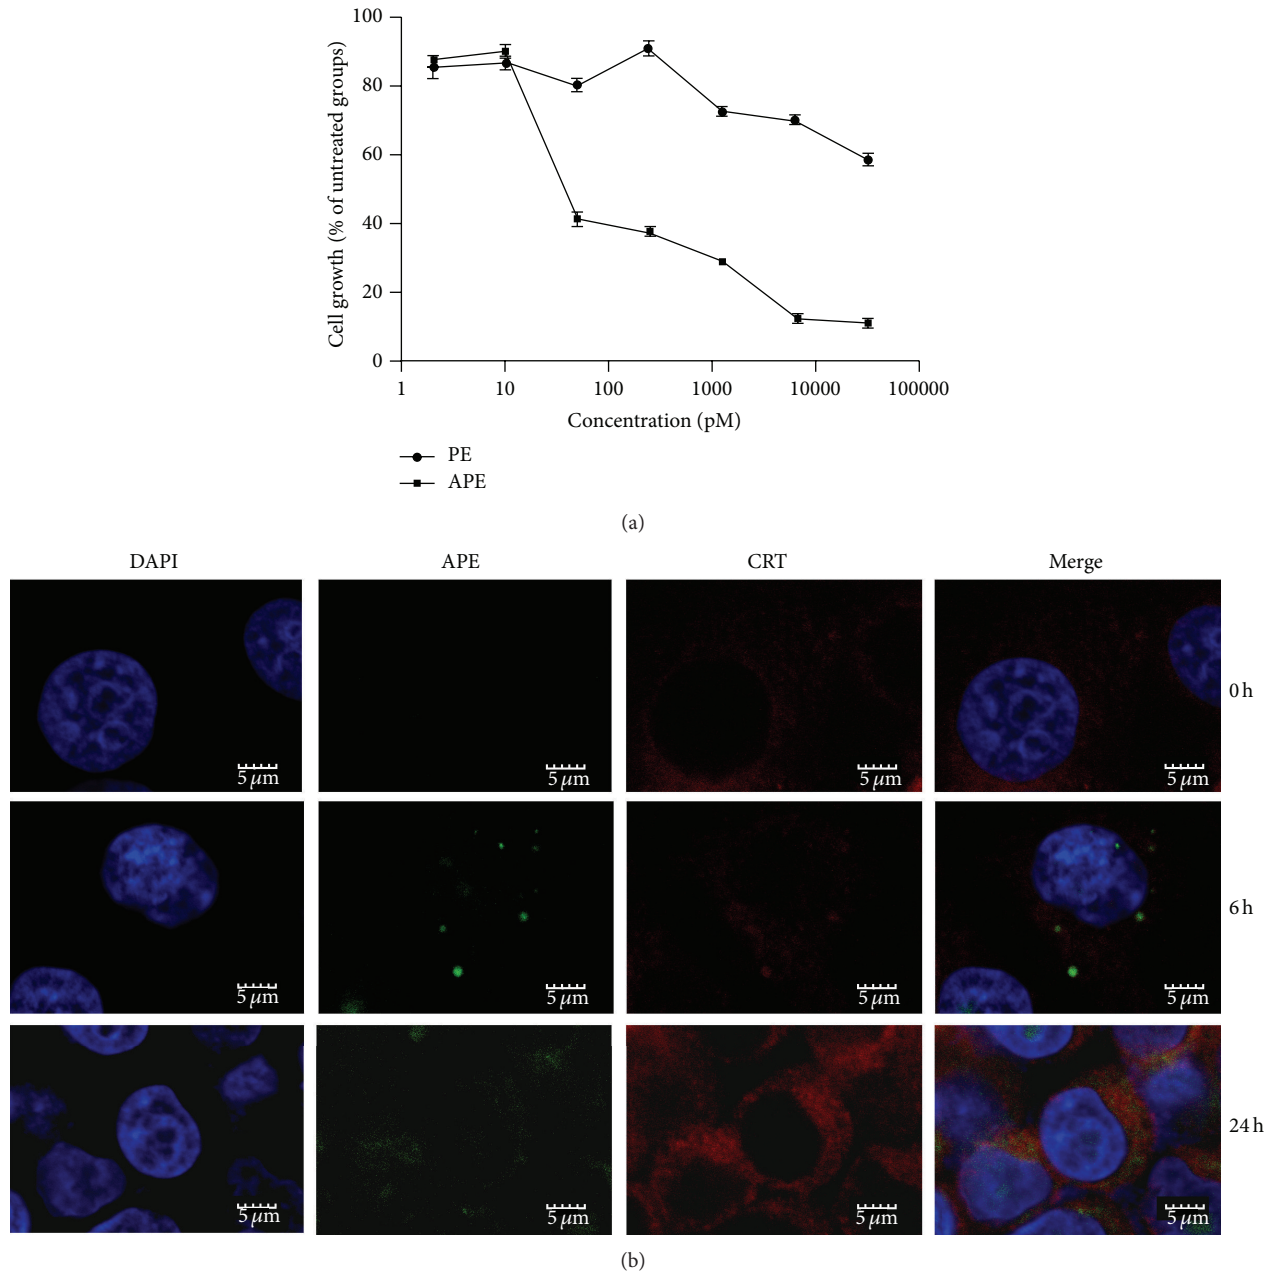 100
80
60
40
20
0
Cell growth (% of untreated groups)
1 10 100 1000 10000 100000
Concentration (pM)
PE
APE
(a)
DAPI APE CRT Merge
5 μm 5 μm 5 μm 5 μm
0 h
5 μm 5 μm 5 μm 5 μm
6 h
5 μm 5 μm 5 μm 5 μm
24 h
(b)